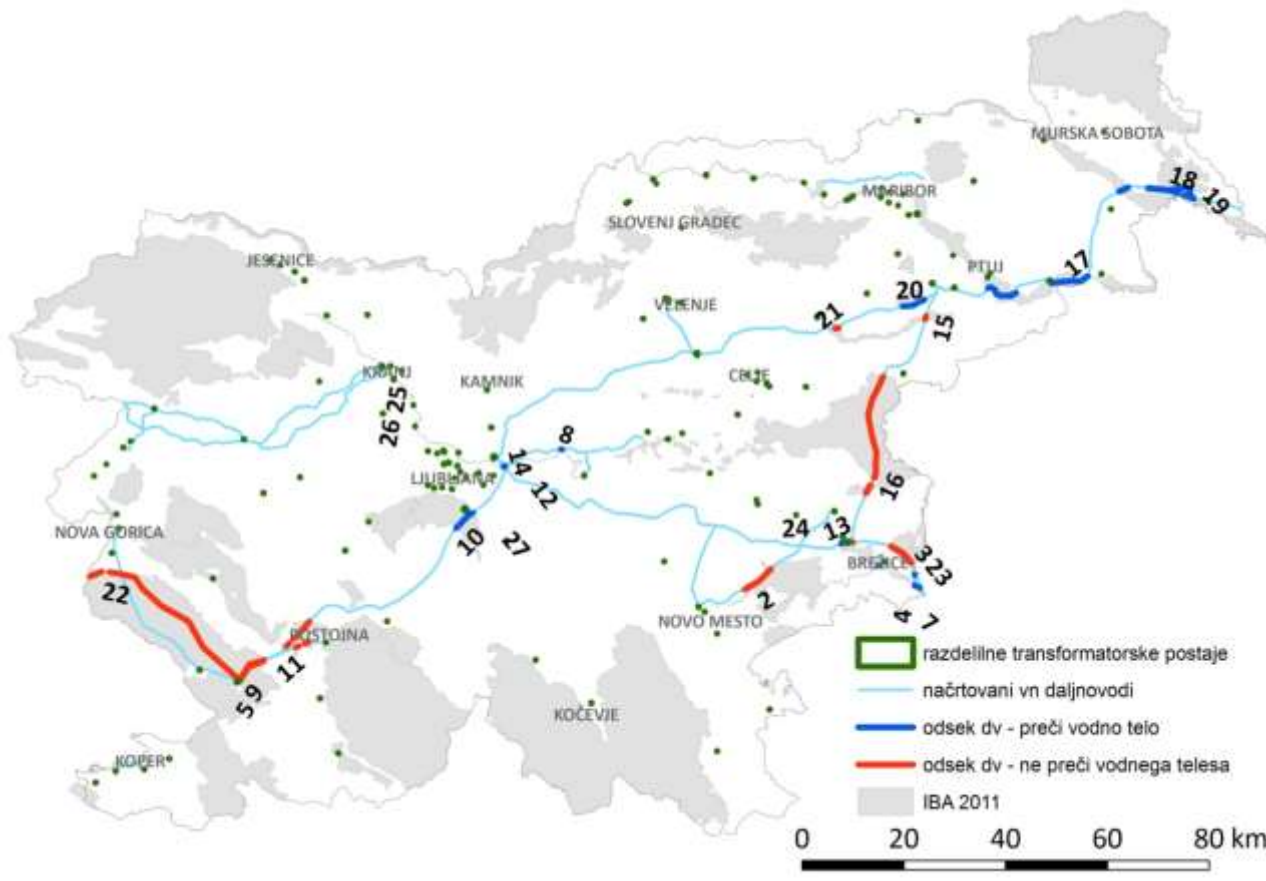 MURSKA SOBOTA
18
19
MARIBOR
SLOVENJ GRADEC
JESENICE
PTUJ
17
20
VELENJE
21
15
KRANJ
KAMNIK
CELJE
25
26
8
14
LJUBLJANA
12
16
NOVA GORICA
10
27
24
13
BREŽICE
3
23
22
2
4
7
NOVO MESTO
POSTOJNA
11
9
5
KOČEVJE
KOPER
razdelilne transformatorske postaje
načrtovani vn daljnovodi
odsek dv - preči vodno telo
odsek dv - ne preči vodnega telesa
IBA 2011
0 20 40 60 80 km